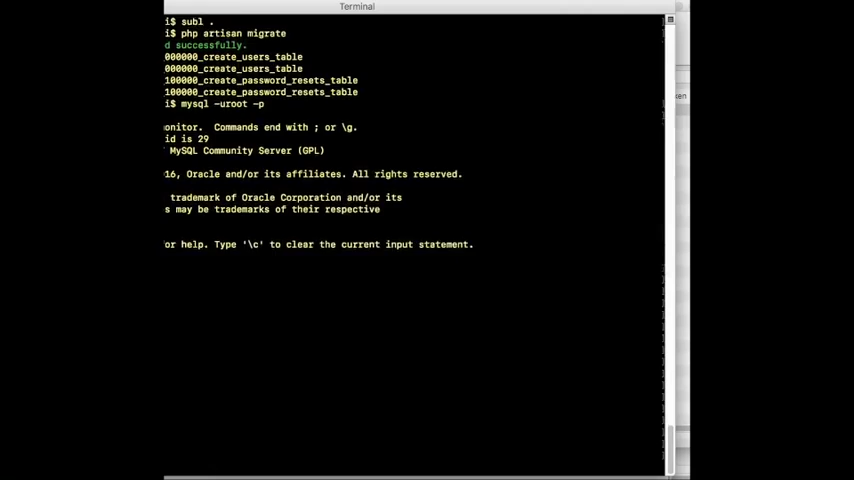 Terminal
i$ subl .
i$ php artisan migrate
d successfully.
000000_create_users_table
000000_create_users_table
100000_create_password_resets_table
100000_create_password_resets_table
i$ mysql -uroot -p
onitor.  Commands end with ; or \g.
id is 29
MySQL Community Server (GPL)
16, Oracle and/or its affiliates. All rights reserved.
trademark of Oracle Corporation and/or its
s may be trademarks of their respective
or help. Type '\c' to clear the current input statement.
ken